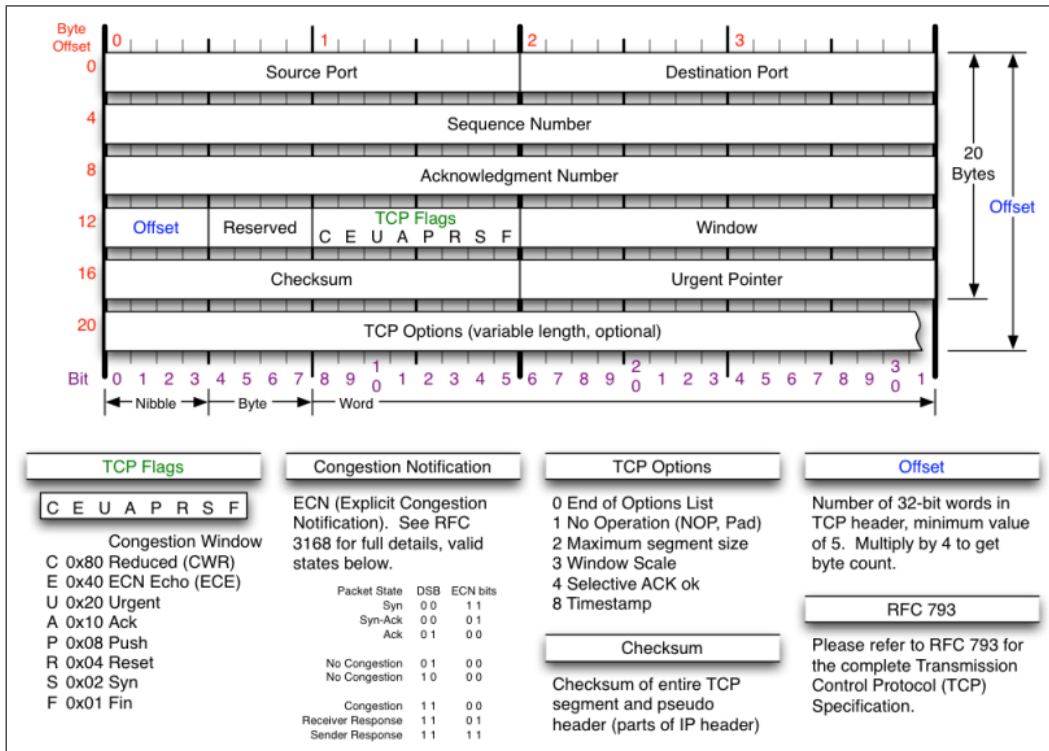 Byte
Offset
0 1 2 3
0 Source Port Destination Port
4 Sequence Number
8 Acknowledgment Number
20
Bytes
Offset
12 Offset Reserved TCP Flags Window
C E U A P R S F
16 Checksum Urgent Pointer
20 TCP Options (variable length, optional)
Bit 0 1 2 3 4 5 6 7 8 9 10 1 2 3 4 5 6 7 8 9 20 1 2 3 4 5 6 7 8 9 30 1
Nibble Byte Word
TCP Flags
C E U A P R S F
Congestion Window
C 0x80 Reduced (CWR)
E 0x40 ECN Echo (ECE)
U 0x20 Urgent
A 0x10 Ack
P 0x08 Push
R 0x04 Reset
S 0x02 Syn
F 0x01 Fin
Congestion Notification
ECN (Explicit Congestion
Notification). See RFC
3168 for full details, valid
states below.
Packet State DSB ECN bits
Syn 0 0 1 1
Syn-Ack 0 0 0 1
Ack 0 1 0 0
No Congestion 0 1 0 0
No Congestion 1 0 0 0
Congestion 1 1 0 0
Receiver Response 1 1 0 1
Sender Response 1 1 1 1
TCP Options
0 End of Options List
1 No Operation (NOP, Pad)
2 Maximum segment size
3 Window Scale
4 Selective ACK ok
8 Timestamp
Checksum
Checksum of entire TCP
segment and pseudo
header (parts of IP header)
Offset
Number of 32-bit words in
TCP header, minimum value
of 5. Multiply by 4 to get
byte count.
RFC 793
Please refer to RFC 793 for
the complete Transmission
Control Protocol (TCP)
Specification.